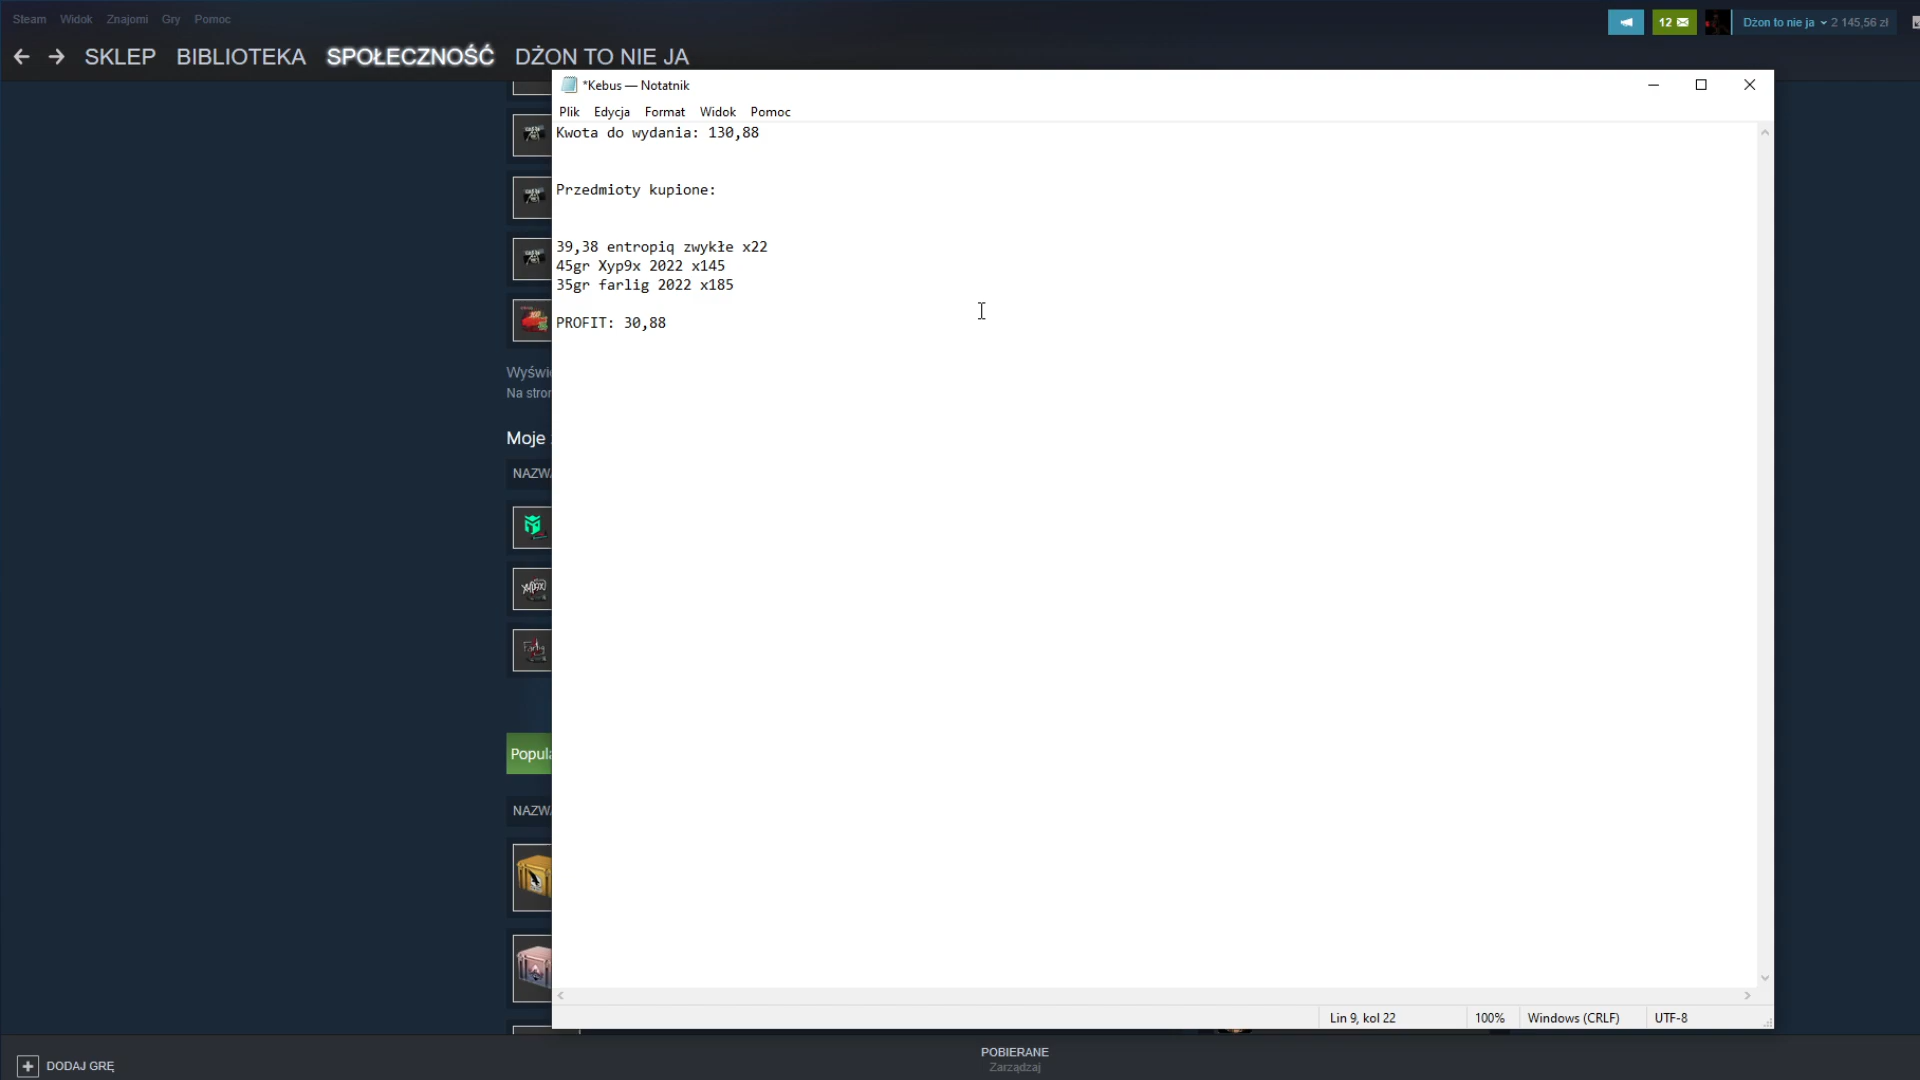 Steam Widok Znajomi Gry Pomoc
12
Dżon to nie ja 2 145,56 zł
SKLEP BIBLIOTEKA SPOŁECZNOŚĆ DŻON TO NIE JA
*Kebus — Notatnik
Plik Edycja Format Widok Pomoc
Kwota do wydania: 130,88
Przedmioty kupione:
39,38 entropiq zwykłe x22
45gr Xyp9x 2022 x145
35gr farlig 2022 x185
PROFIT: 30,88
Na
Moje
Lin 9, kol 22
100%
Windows (CRLF)
UTF-8
DODAJ GRĘ
POBIERANE
Zarządzaj